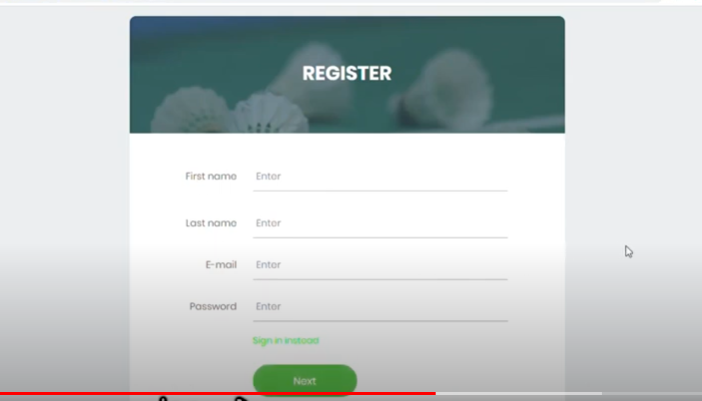 REGISTER
First name Enter
Last name Enter
E-mail Enter
Password Enter
Sign in instead
Next